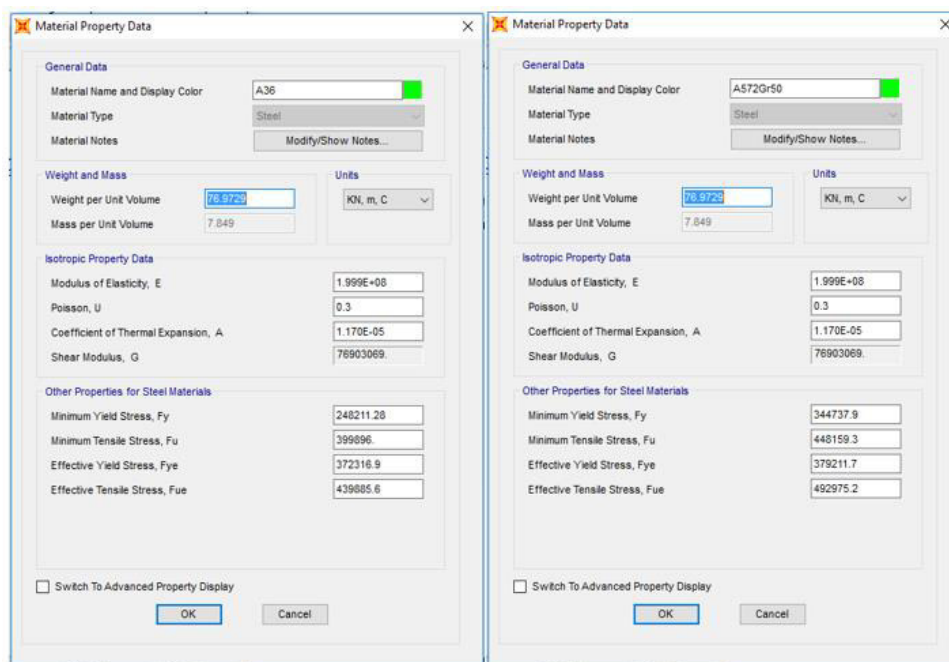 Material Property Data
General Data
Material Name and Display Color A36
Material Type Steel
Material Notes Modify/Show Notes...
Weight and Mass Units
Weight per Unit Volume 76.9729 KN, m, C
Mass per Unit Volume 7.849
Isotropic Property Data
Modulus of Elasticity, E 1.999E+08
Poisson, U 0.3
Coefficient of Thermal Expansion, A 1.170E-05
Shear Modulus, G 76903069.
Other Properties for Steel Materials
Minimum Yield Stress, Fy 248211.28
Minimum Tensile Stress, Fu 399896.
Effective Yield Stress, Fye 372316.9
Effective Tensile Stress, Fue 439885.6
Switch To Advanced Property Display
OK Cancel
Material Property Data
General Data
Material Name and Display Color A572Gr50
Material Type Steel
Material Notes Modify/Show Notes...
Weight and Mass Units
Weight per Unit Volume 76.9729 KN, m, C
Mass per Unit Volume 7.849
Isotropic Property Data
Modulus of Elasticity, E 1.999E+08
Poisson, U 0.3
Coefficient of Thermal Expansion, A 1.170E-05
Shear Modulus, G 76903069.
Other Properties for Steel Materials
Minimum Yield Stress, Fy 344737.9
Minimum Tensile Stress, Fu 448159.3
Effective Yield Stress, Fye 379211.7
Effective Tensile Stress, Fue 492975.2
Switch To Advanced Property Display
OK Cancel